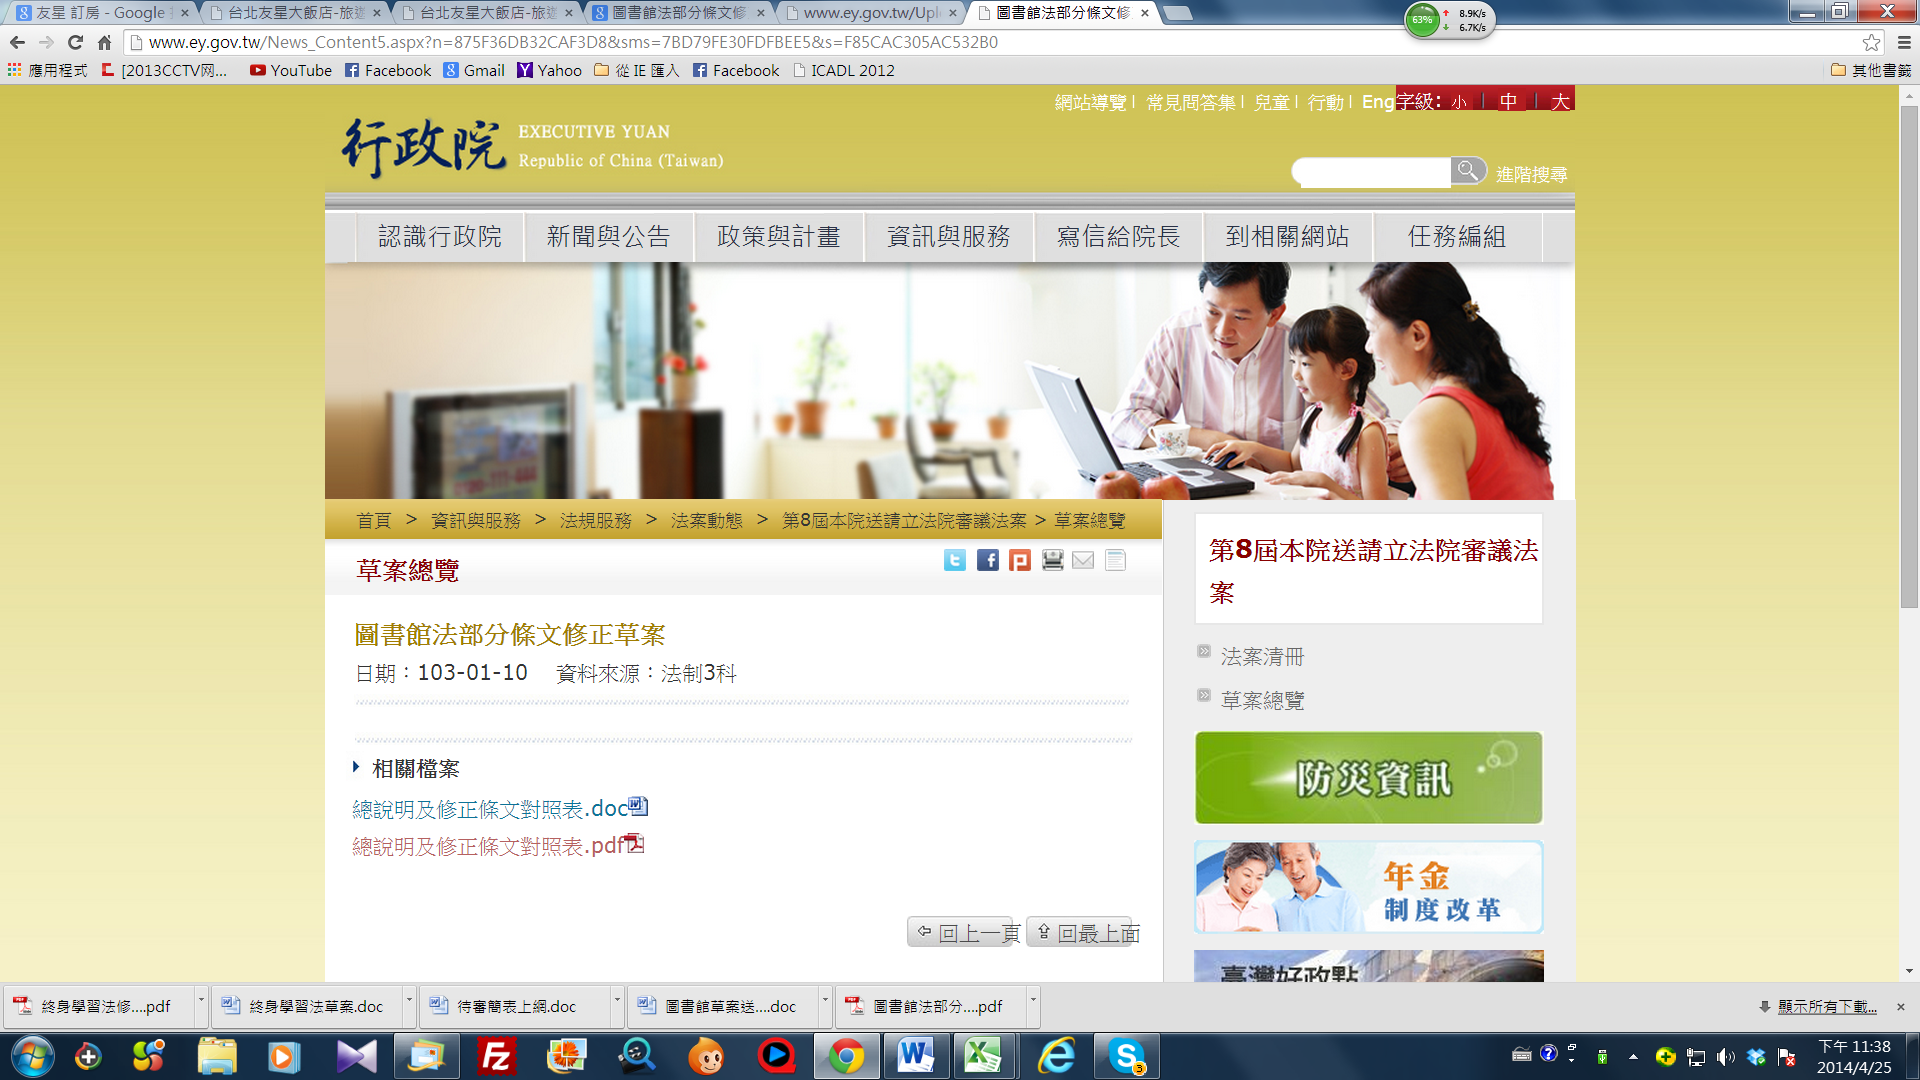 友星 訂房 - Google
台北友星大飯店-旅遊
台北友星大飯店-旅遊
圖書館法部分條文修
www.ey.gov.tw/Uplo
圖書館法部分條文修
63%
8.9K/s
6.7K/s
www.ey.gov.tw/News_Content5.aspx?n=875F36DB32CAF3D8&sms=7BD79FE30FDFBEE5&s=F85CAC305AC532B0
應用程式
[2013CCTV网...
YouTube
Facebook
Gmail
Yahoo
從 IE 匯入
Facebook
ICADL 2012
其他書籤
網站導覽 | 常見問答集 | 兒童 | 行動 | Eng
字級: 小 | 中 | 大
行政院
EXECUTIVE YUAN
Republic of China (Taiwan)
進階搜尋
認識行政院
新聞與公告
政策與計畫
資訊與服務
寫信給院長
到相關網站
任務編組
首頁 > 資訊與服務 > 法規服務 > 法案動態 > 第8屆本院送請立法院審議法案 > 草案總覽
草案總覽
圖書館法部分條文修正草案
日期：103-01-10 資料來源：法制3科
相關檔案
總說明及修正條文對照表.doc
總說明及修正條文對照表.pdf
回上一頁
回最上面
第8屆本院送請立法院審議法
案
法案清冊
草案總覽
防災資訊
年金
制度改革
臺灣好政點
終身學習法修....pdf
終身學習法草案.doc
待審簡表上網.doc
圖書館草案送....doc
圖書館法部分....pdf
顯示所有下載...
3
下午 11:38
2014/4/25